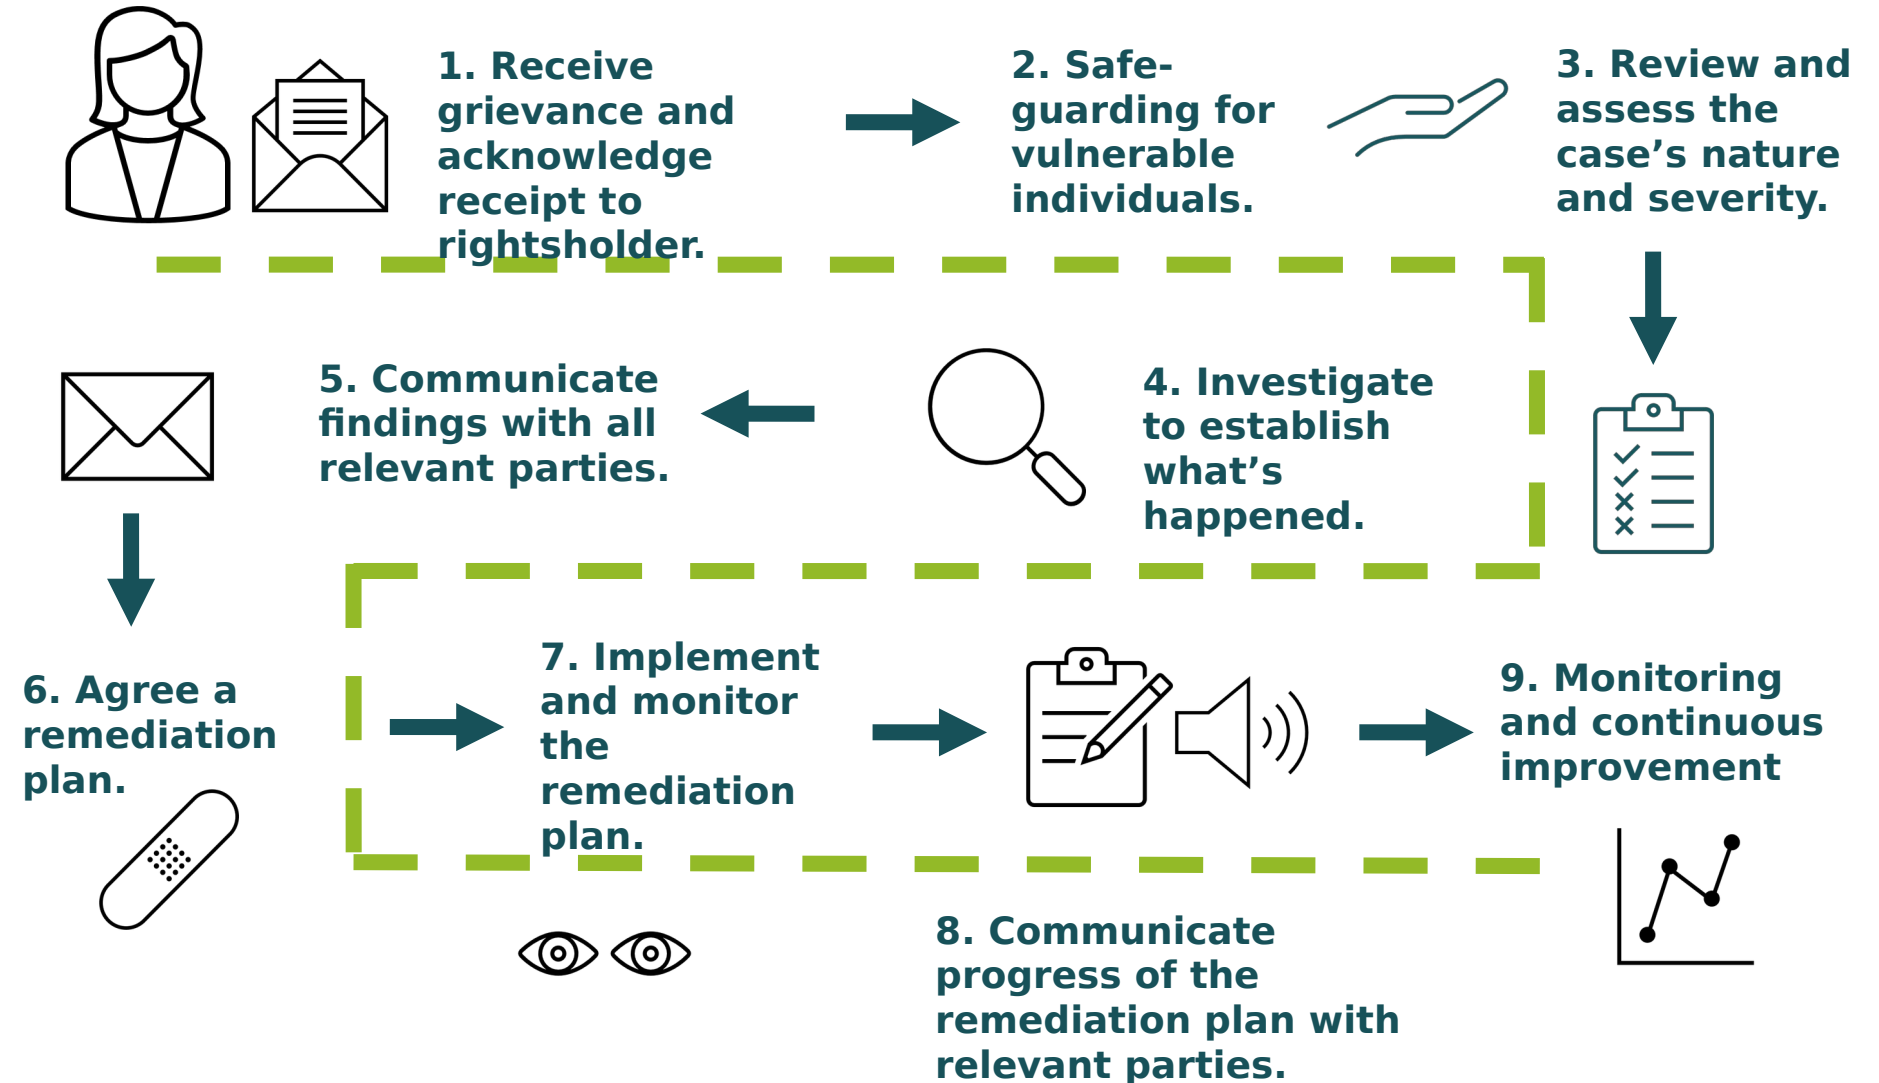 1. Receive
grievance and
acknowledge
receipt to
rightsholder.
2. Safe-
guarding for
vulnerable
individuals.
3. Review and
assess the
case’s nature
and severity.
4. Investigate
to establish
what’s
happened.
5. Communicate
findings with all
relevant parties.
6. Agree a
remediation
plan.
7. Implement
and monitor
the
remediation
plan.
8. Communicate
progress of the
remediation plan with
relevant parties.
9. Monitoring
and continuous
improvement